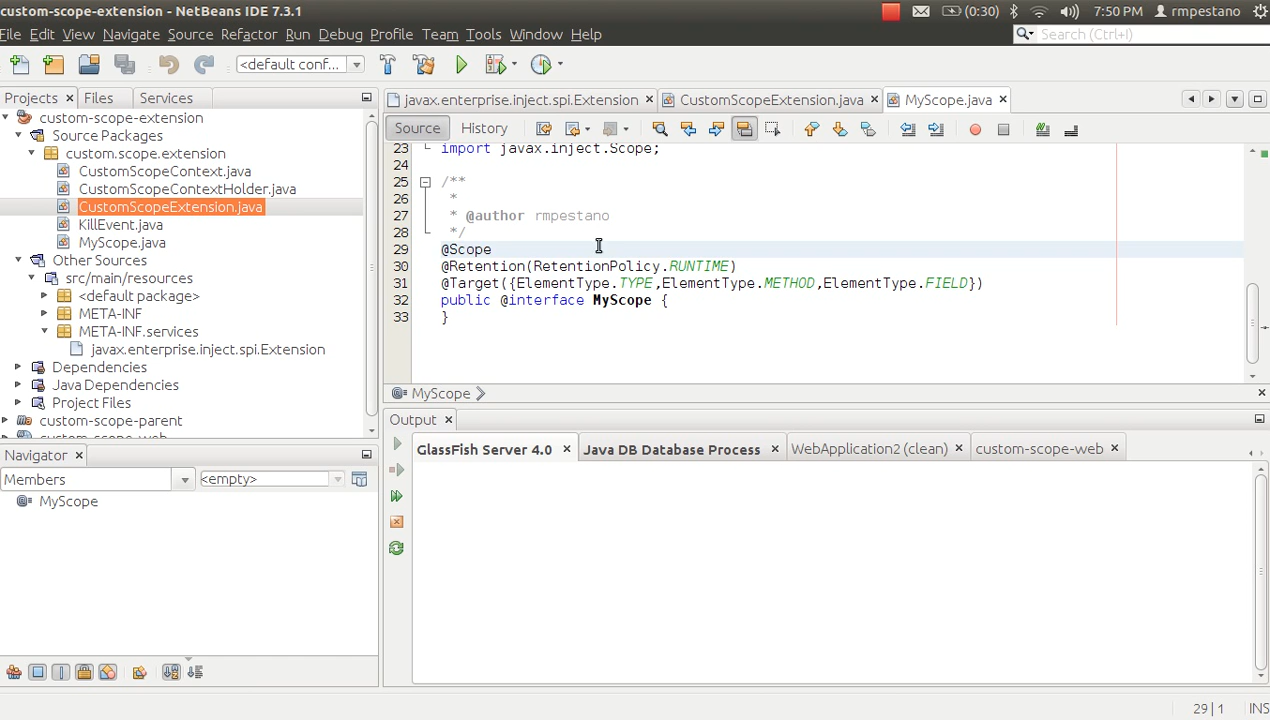 custom-scope-extension - NetBeans IDE 7.3.1
(0:30)
7:50 PM
rmpestano
File Edit View Navigate Source Refactor Run Debug Profile Team Tools Window Help
Search (Ctrl+I)
<default conf...
Projects
Files
Services
javax.enterprise.inject.spi.Extension
CustomScopeExtension.java
MyScope.java
custom-scope-extension
Source Packages
custom.scope.extension
CustomScopeContext.java
CustomScopeContextHolder.java
CustomScopeExtension.java
KillEvent.java
MyScope.java
Other Sources
src/main/resources
<default package>
META-INF
META-INF.services
javax.enterprise.inject.spi.Extension
Dependencies
Java Dependencies
Project Files
custom-scope-parent
custom-scope-web
Source
History
23 import javax.inject.Scope;
24
25 /**
26 *
27 * @author rmpestano
28 */
29 @Scope
30 @Retention(RetentionPolicy.RUNTIME)
31 @Target({ElementType.TYPE,ElementType.METHOD,ElementType.FIELD})
32 public @interface MyScope {
33 }
MyScope
Navigator
Members
<empty>
MyScope
Output
GlassFish Server 4.0
Java DB Database Process
WebApplication2 (clean)
custom-scope-web
29 | 1
INS